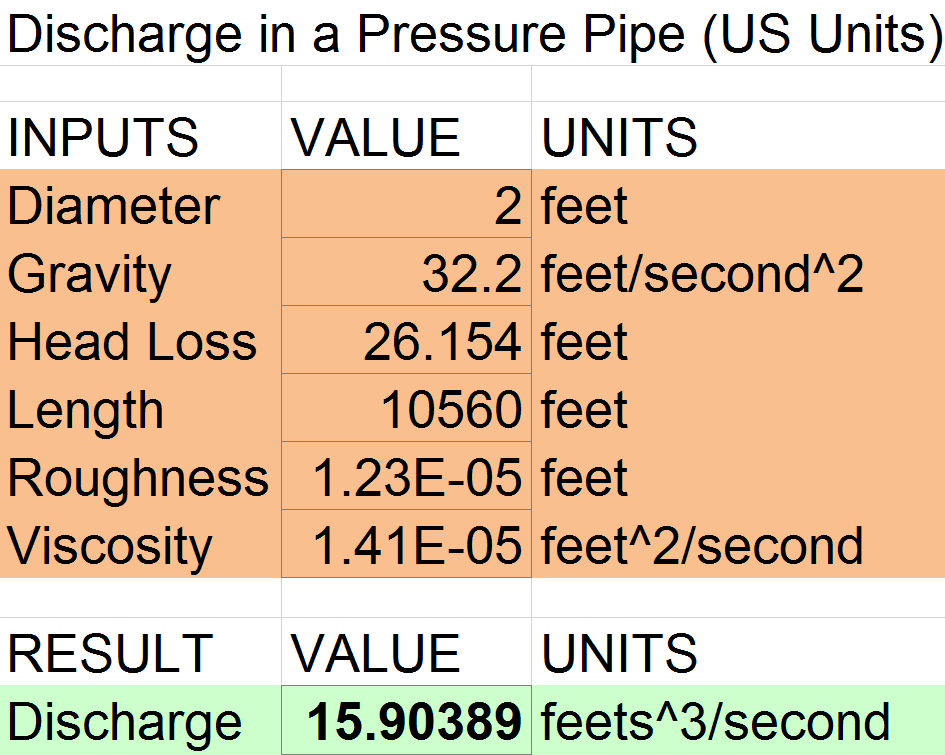 Discharge in a Pressure Pipe (US Units)
INPUTS VALUE UNITS
Diameter 2 feet
Gravity 32.2 feet/second^2
Head Loss 26.154 feet
Length 10560 feet
Roughness 1.23E-05 feet
Viscosity 1.41E-05 feet^2/second
RESULT VALUE UNITS
Discharge 15.90389 feets^3/second